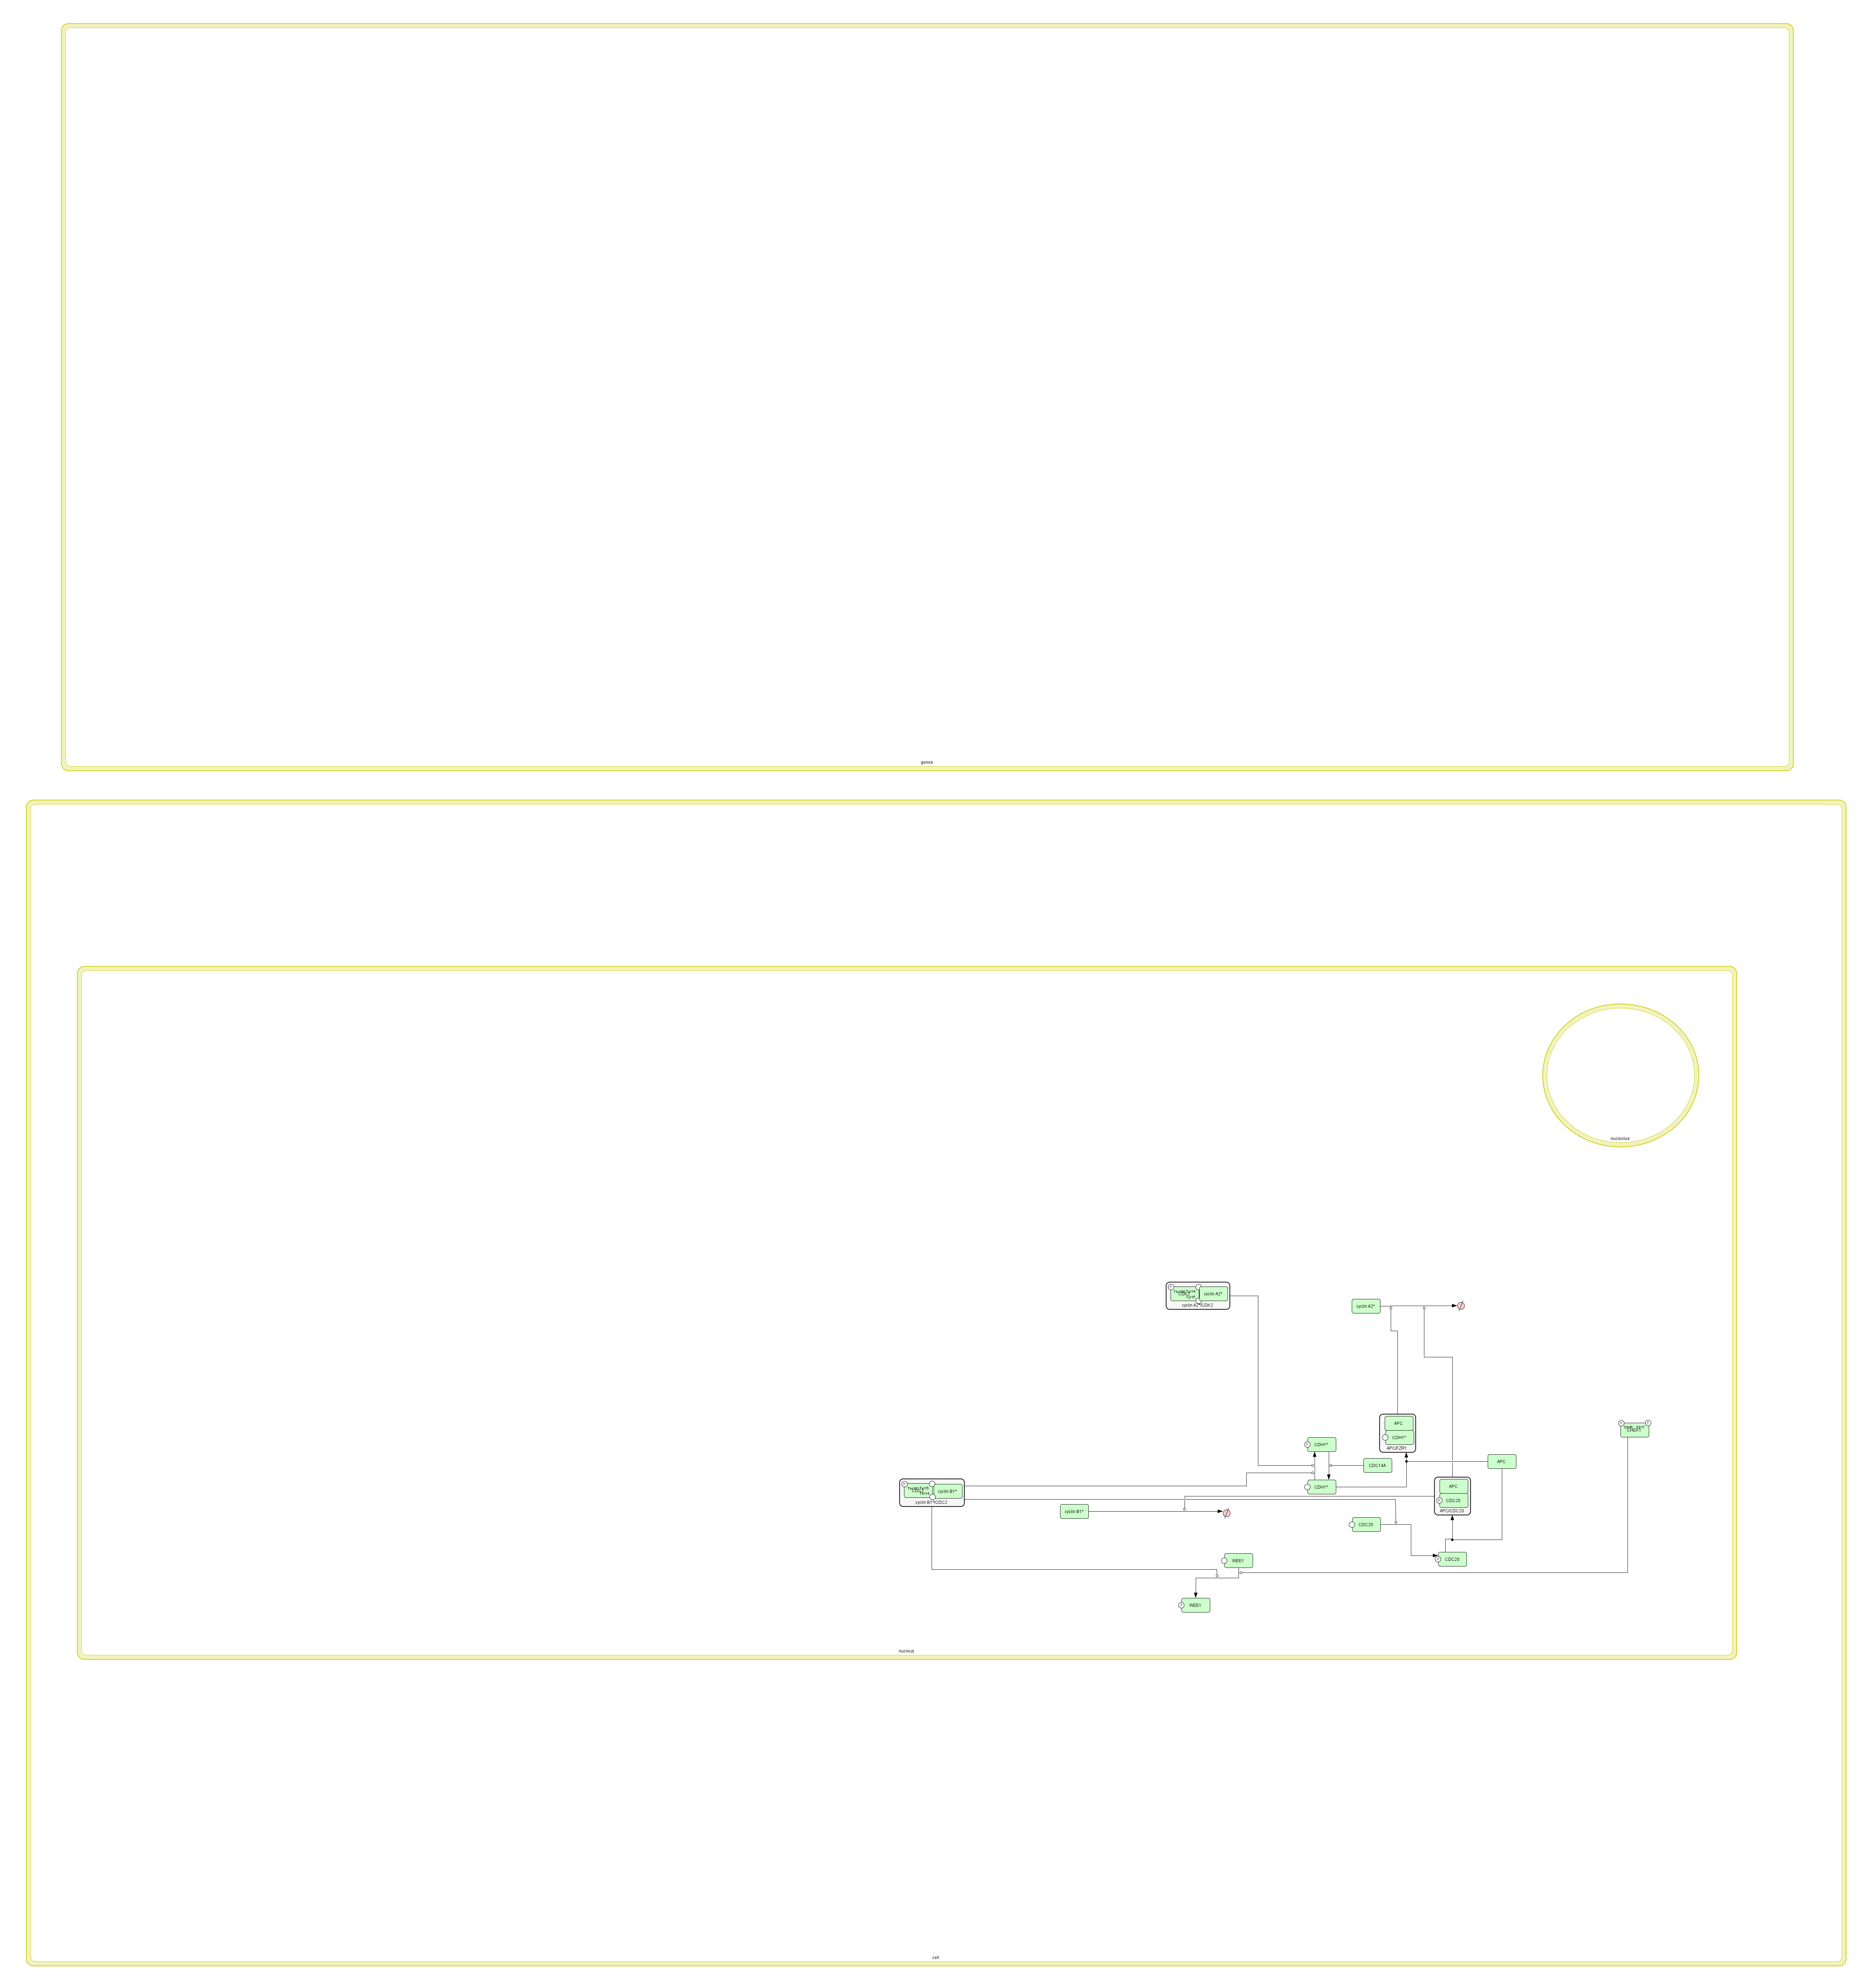 genes
nucleolus
P
cyclin A2*
cyclin A2*/CDK2
cyclin A2*
APC
CDH1*
APC/FZR1
P
CDH1*
CDC14A
CDH1*
P
P
CHEK1
APC
APC
P
CDC20
APC/CDC20
P
cyclin B1*
cyclin B1*/CDC2
cyclin B1*
CDC20
P
CDC20
WEE1
P
WEE1
nucleus
cell